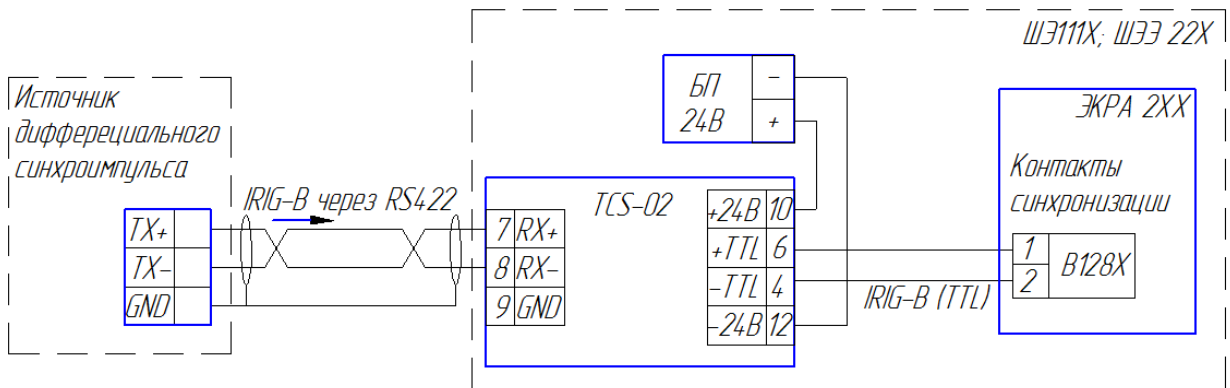 ШЭ111Х; ШЭЭ 22Х
Источник
дифферециального
синхроимпульса
TX+
TX-
GND
IRIG-B через RS422
БП
24В
-
+
TCS-02
7 RX+
8 RX-
9 GND
+24В 10
+TTL 6
-TTL 4
-24В 12
IRIG-B (TTL)
ЭКРА 2ХХ
Контакты
синхронизации
1
2
В128Х